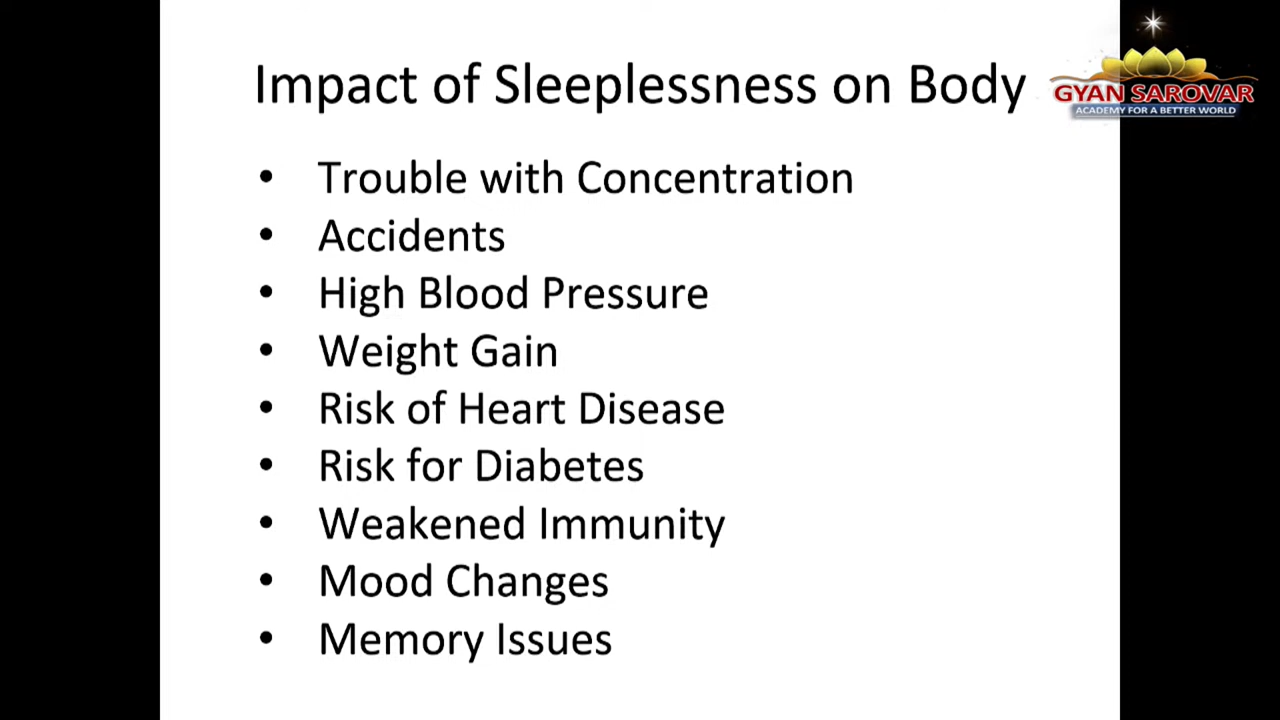 Impact of Sleeplessness on Body
GYAN SAROVAR
ACADEMY FOR A BETTER WORLD
• Trouble with Concentration
• Accidents
• High Blood Pressure
• Weight Gain
• Risk of Heart Disease
• Risk for Diabetes
• Weakened Immunity
• Mood Changes
• Memory Issues